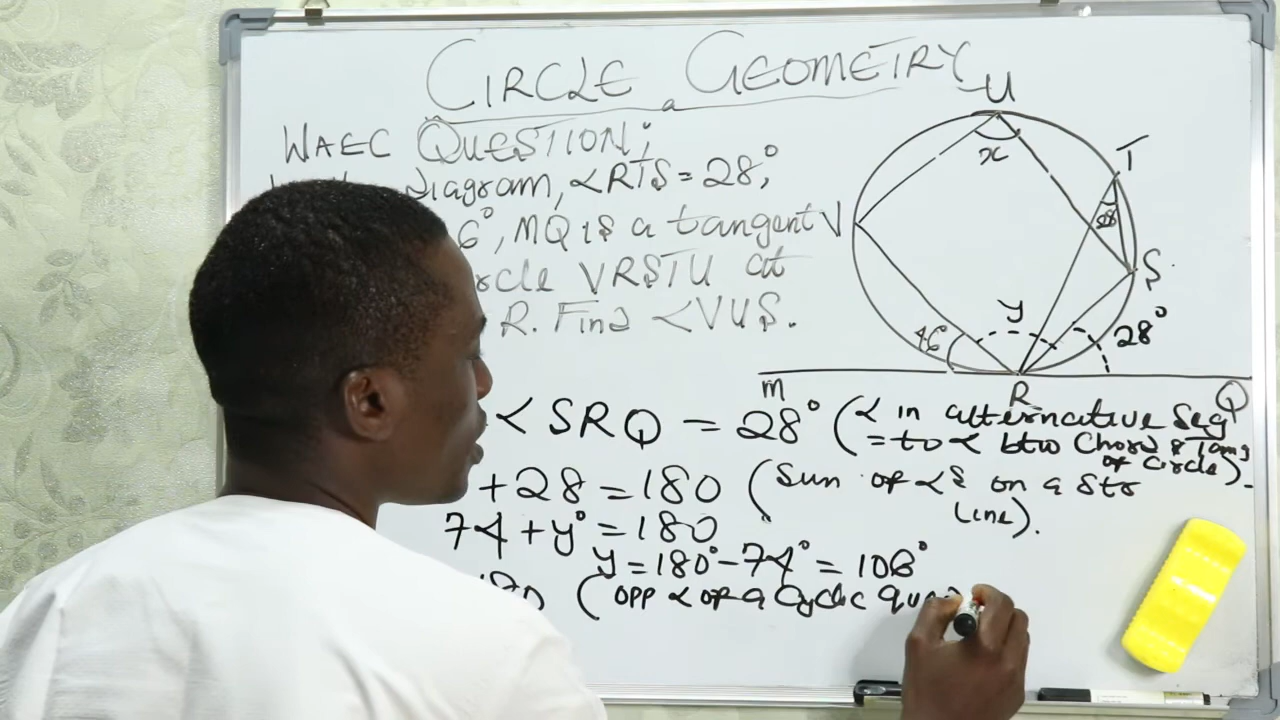 CIRCLE GEOMETRY
WAEC QUESTION;
diagram, <RTS = 28°,
6°, MQ is a tangent
rcle VRSTU at
R. Find <VUS.
U
x
T
28
V
S
y
46
28°
M
R
Q
< SRQ = 28° (< in alternative Seg
= to < btw Chord & Tang
of circle).
+28 = 180 (Sum of <s on a Str
Line).
74 + y° = 180
y = 180° - 74° = 106°
180 (opp < of a cyclic qua